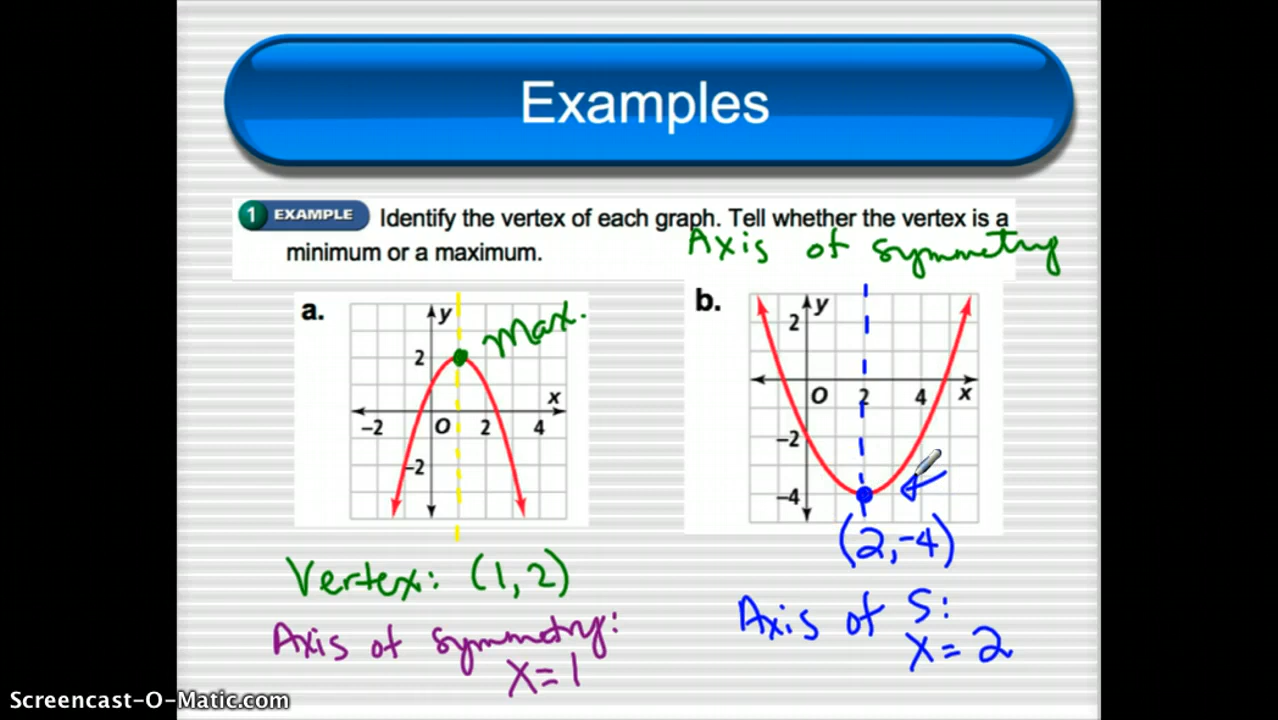 Examples
1 EXAMPLE Identify the vertex of each graph. Tell whether the vertex is a
minimum or a maximum.
Axis of symmetry
a.
y
Max.
2
x
-2 O 2 4
-2
Vertex: (1, 2)
Axis of symmetry:
x = 1
b.
y
2
O 2 4 x
-2
-4
(2, -4)
Axis of S:
x = 2
Screencast-O-Matic.com